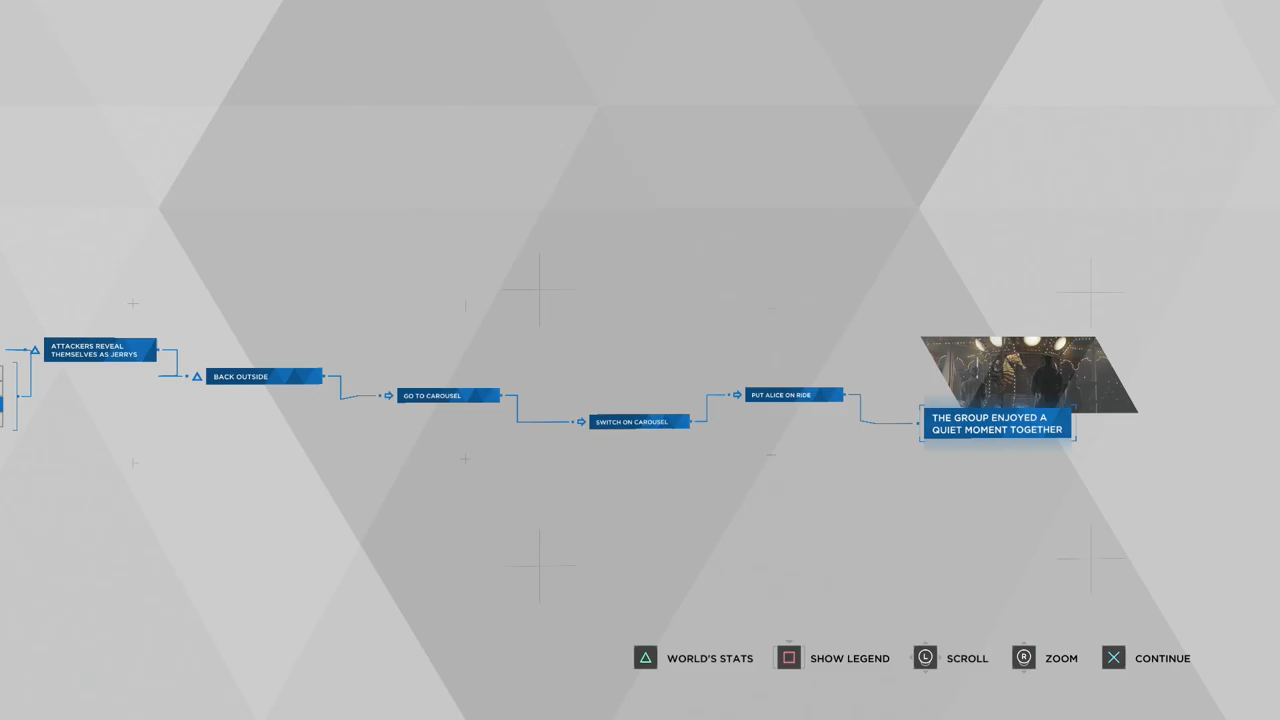 ATTACKERS REVEAL
THEMSELVES AS JERRYS
BACK OUTSIDE
GO TO CAROUSEL
SWITCH ON CAROUSEL
PUT ALICE ON RIDE
THE GROUP ENJOYED A
QUIET MOMENT TOGETHER
WORLD'S STATS
SHOW LEGEND
L
SCROLL
R
ZOOM
CONTINUE